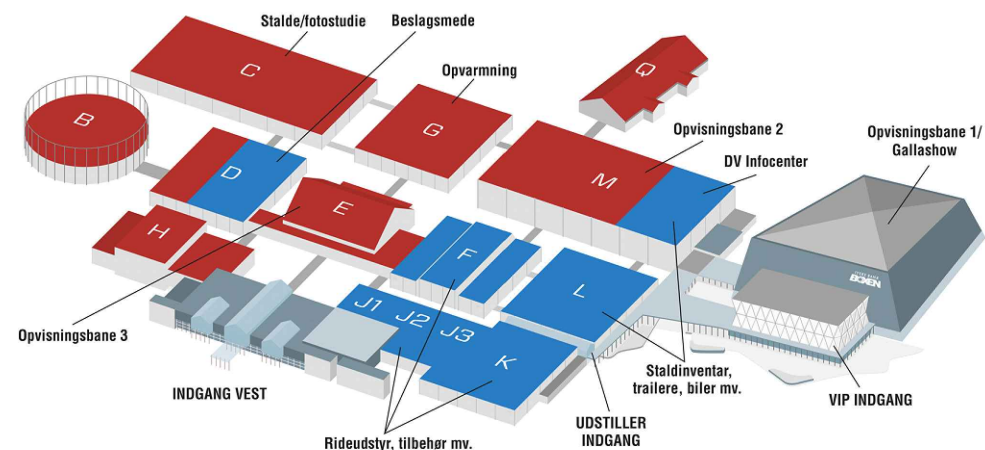 Stalde/fotostudie
Beslagsmede
Opvarmning
Opvisningsbane 2
DV Infocenter
Opvisningsbane 1/
Gallashow
C
Q
B
G
D
M
E
H
F
L
J1
J2
J3
K
BOXEN
Opvisningsbane 3
INDGANG VEST
Rideudstyr, tilbehør mv.
UDSTILLER
INDGANG
Staldinventar,
trailere, biler mv.
VIP INDGANG